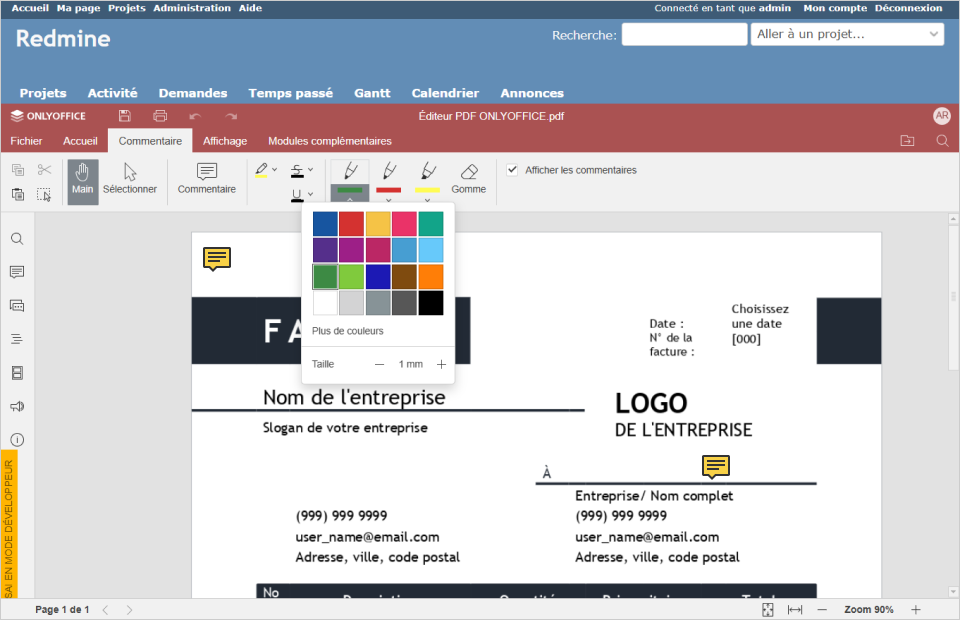 Accueil Ma page Projets Administration Aide
Connecté en tant que admin Mon compte Déconnexion
Redmine
Recherche:
Aller à un projet...
Projets Activité Demandes Temps passé Gantt Calendrier Annonces
ONLYOFFICE
Éditeur PDF ONLYOFFICE.pdf
AR
Fichier Accueil Commentaire Affichage Modules complémentaires
Main Sélectionner Commentaire Gomme
Afficher les commentaires
Plus de couleurs
Taille 1 mm
FA
Date :
N° de la
facture :
Choisissez
une date
[000]
Nom de l'entreprise
Slogan de votre entreprise
LOGO
DE L'ENTREPRISE
À
Entreprise/ Nom complet
(999) 999 9999
user_name@email.com
Adresse, ville, code postal
(999) 999 9999
user_name@email.com
Adresse, ville, code postal
No
SAI EN MODE DÉVELOPPEUR
Page 1 de 1
Zoom 90%